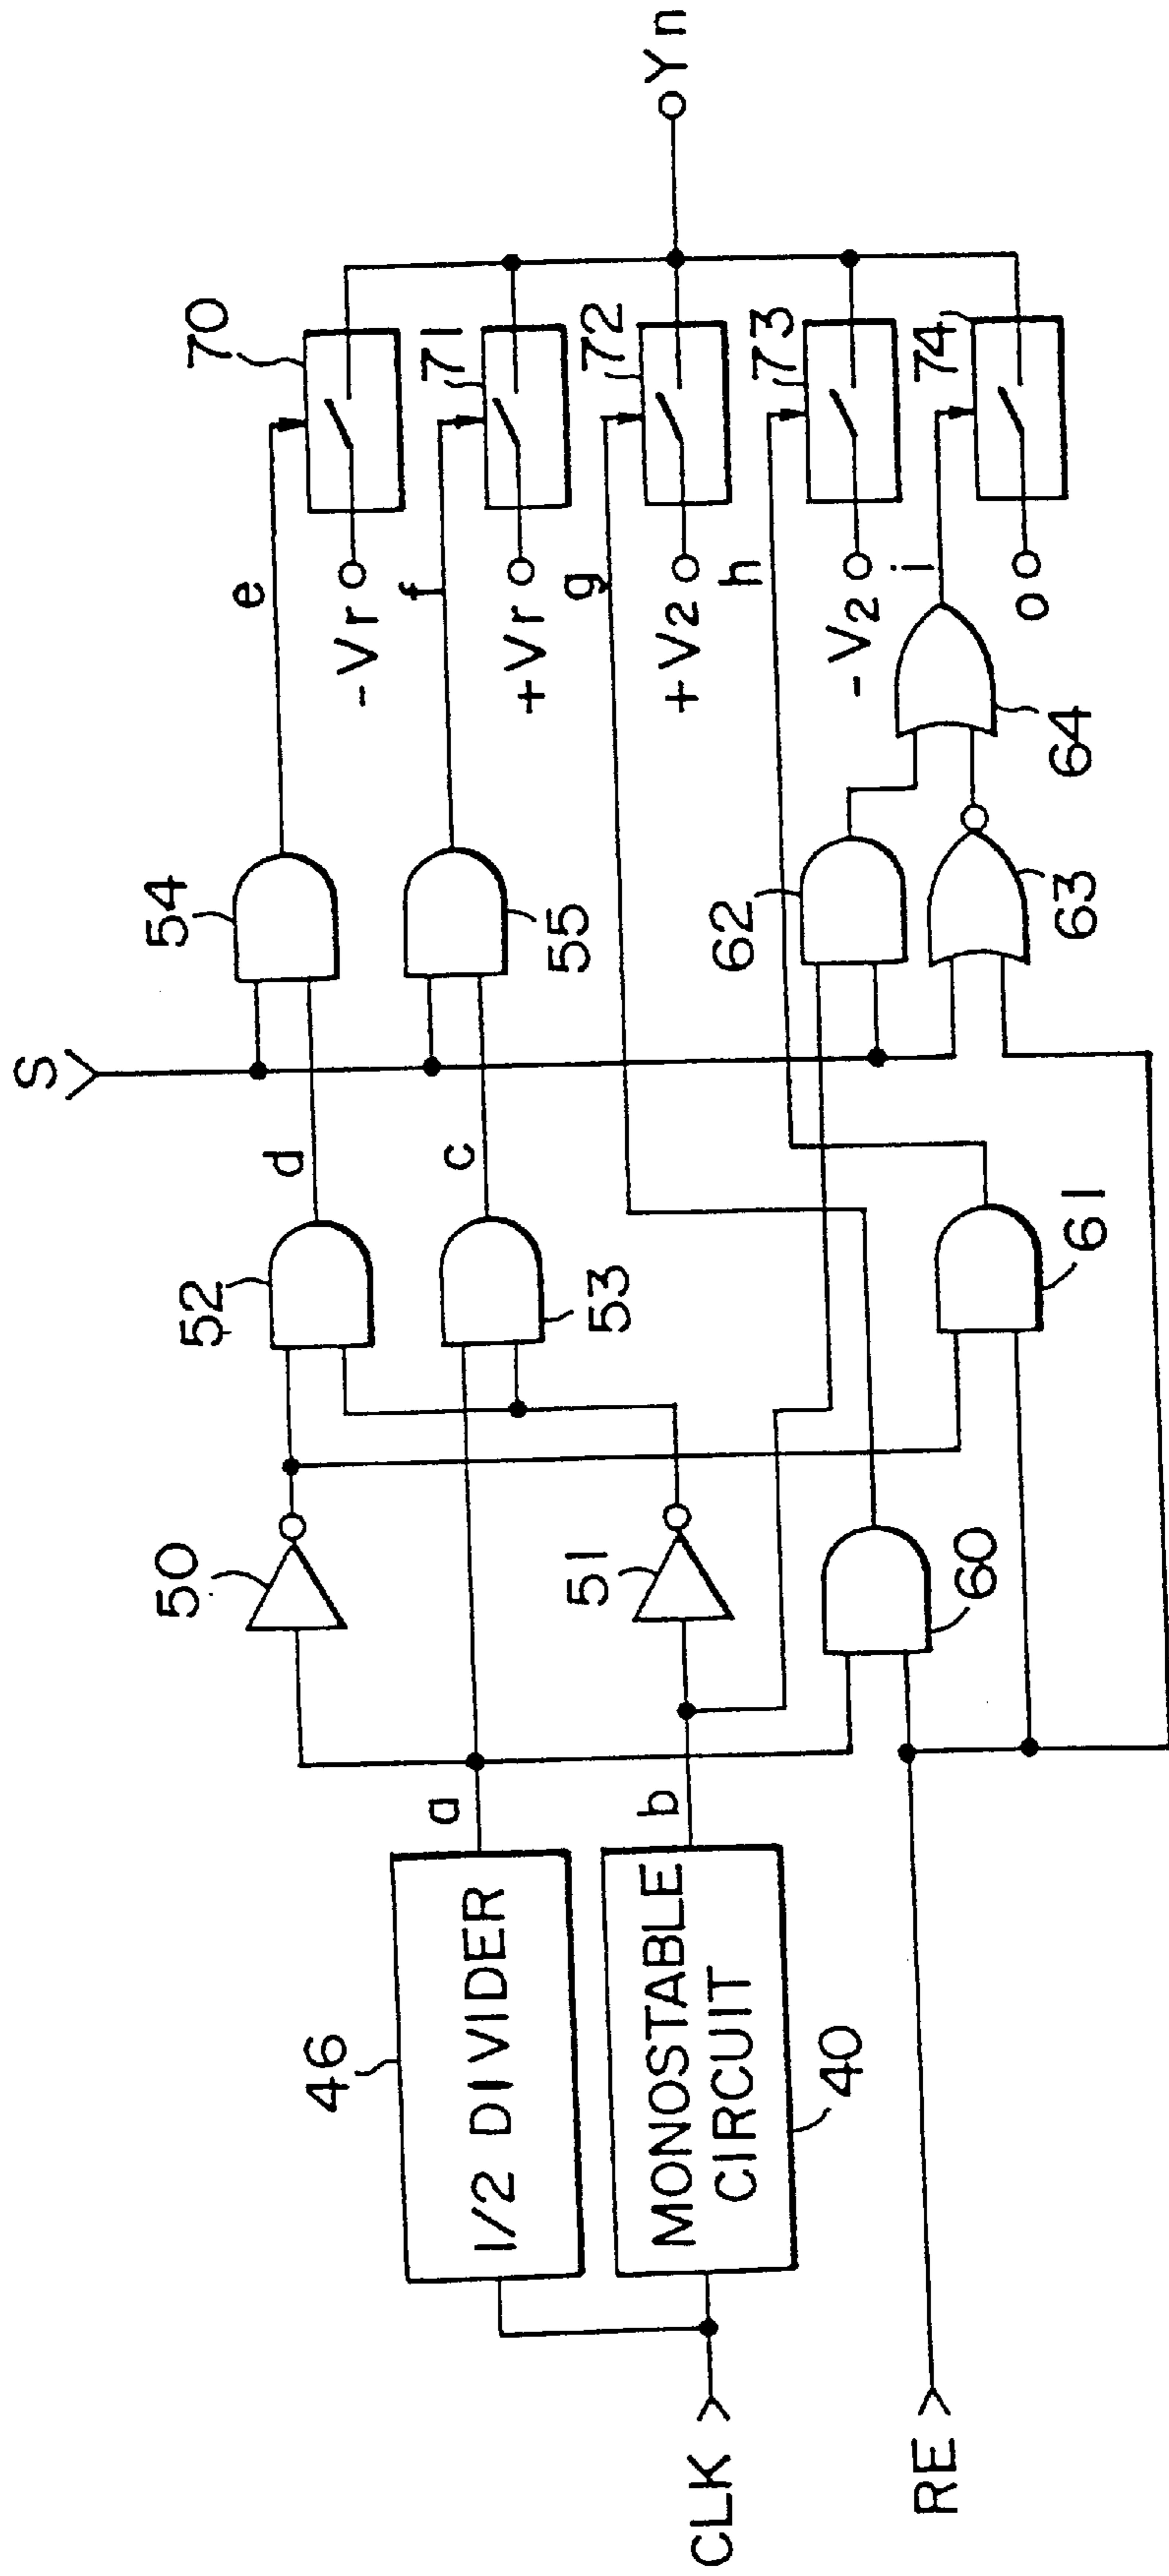 S
Yn
e
70
54
-Vr
d
52
50
f
71
55
+Vr
c
53
a
46
1/2 DIVIDER
g
72
+V2
51
b
MONOSTABLE
CIRCUIT
40
CLK
h
73
62
-V2
i
74
O
64
63
61
60
RE